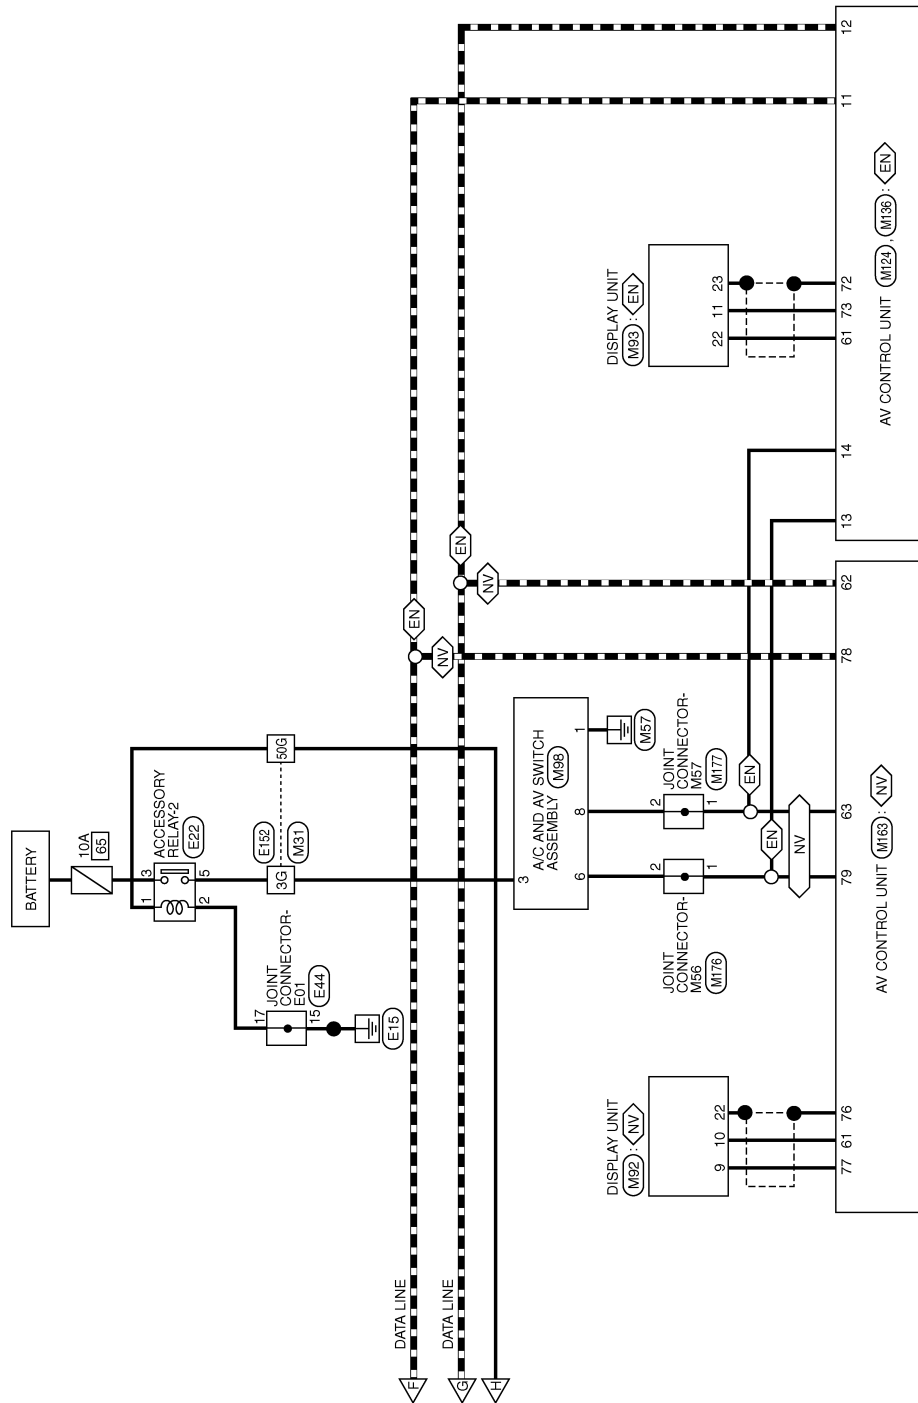 BATTERY
10A
65
ACCESSORY
RELAY-2
E22
1
3
2
5
JOINT
CONNECTOR-
E01
E44
17
15
E15
E152
M31
3G
50G
DATA LINE
F
DATA LINE
G
H
EN
NV
EN
NV
A/C AND AV SWITCH
ASSEMBLY
M98
3
6
8
1
M57
JOINT
CONNECTOR-
M56
M176
2
1
JOINT
CONNECTOR-
M57
M177
2
1
EN
EN
NV
DISPLAY UNIT
M92 : NV
9
10
22
DISPLAY UNIT
M93 : EN
22
11
23
77
61
76
79
63
78
62
AV CONTROL UNIT M163 : NV
13
14
61
73
72
11
12
AV CONTROL UNIT M124 , M136 : EN